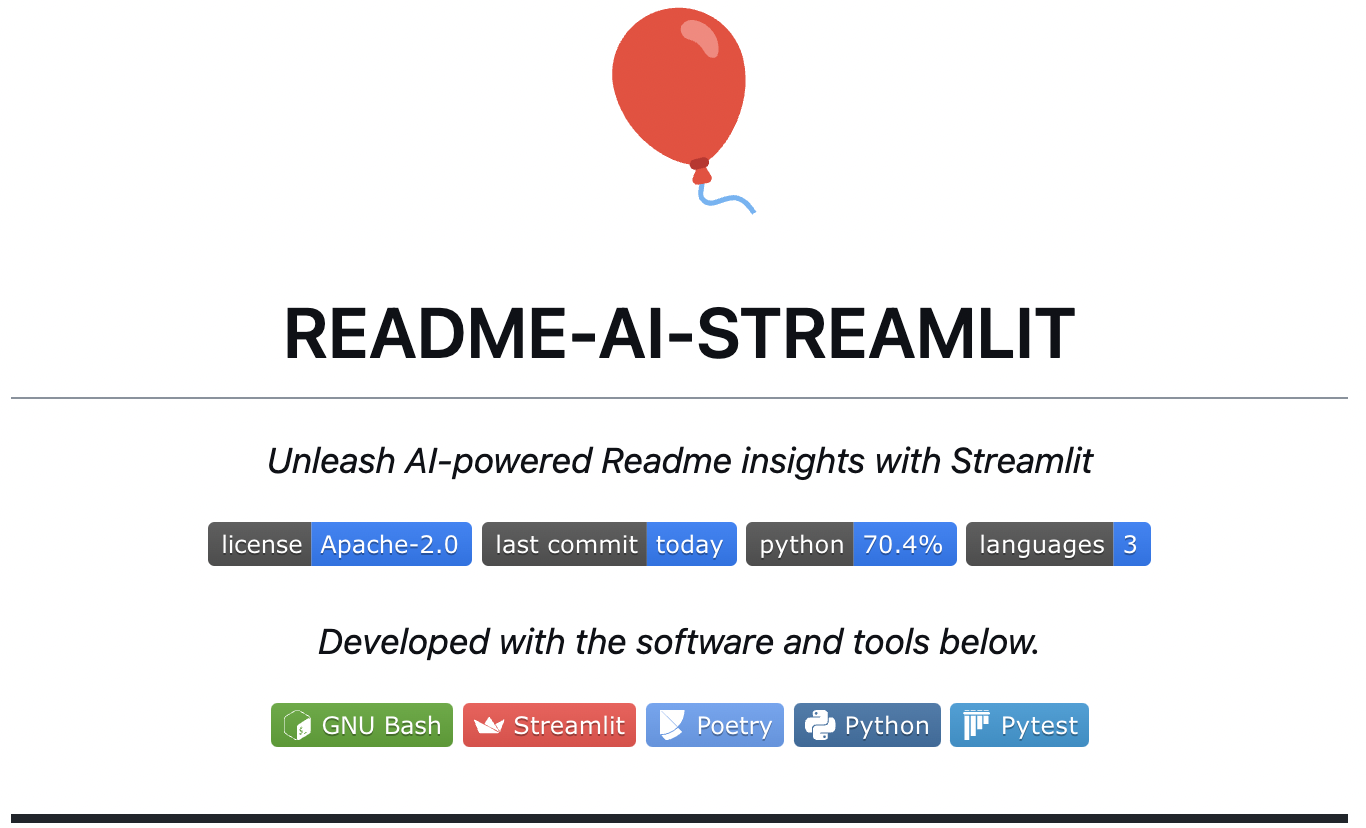 README-AI-STREAMLIT
Unleash AI-powered Readme insights with Streamlit
license Apache-2.0 last commit today python 70.4% languages 3
Developed with the software and tools below.
GNU Bash Streamlit Poetry Python Pytest